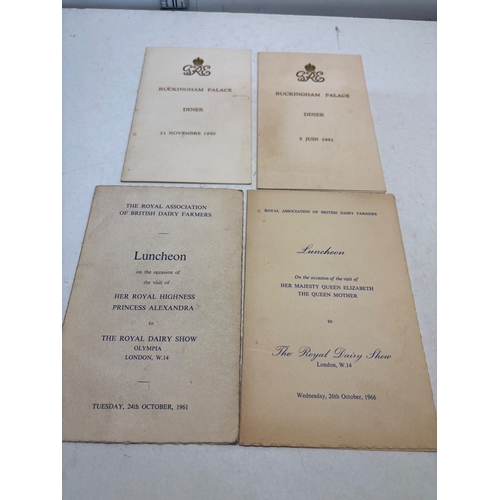 BUCKINGHAM PALACE
DINER
BUCKINGHAM PALACE
DINER
THE ROYAL ASSOCIATION
OF BRITISH DAIRY FARMERS
Luncheon
on the occasion of
the visit of
HER ROYAL HIGHNESS
PRINCESS ALEXANDRA
to
THE ROYAL DAIRY SHOW
OLYMPIA
LONDON, W.14
TUESDAY, 24th OCTOBER, 1961
ROYAL ASSOCIATION OF BRITISH DAIRY FARMERS
Luncheon
On the occasion of the visit of
HER MAJESTY QUEEN ELIZABETH
THE QUEEN MOTHER
to
The Royal Dairy Show
London, W.14
Wednesday, 26th October, 1966